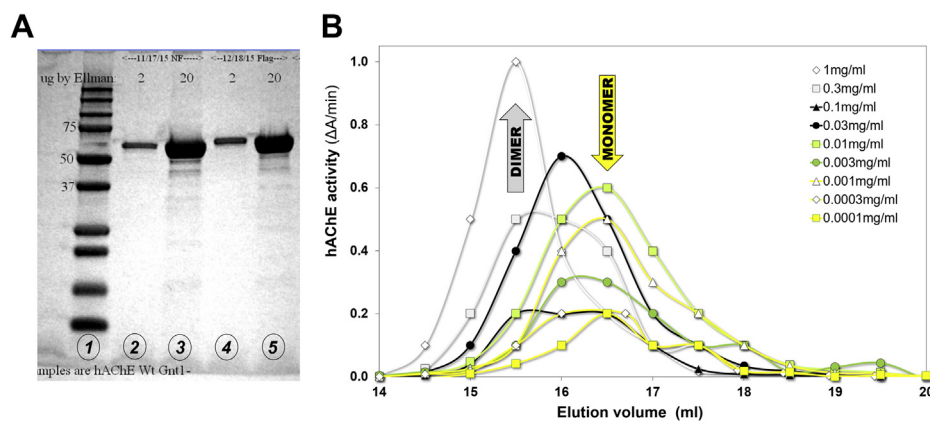 A
B
<---11/17/15 NF-----> <--12/18/15 Flag--->
ug by Ellman: 2 20 2 20
75
50
37
1 2 3 4 5
mples are hAChE Wt Gnt1-
hAChE activity (ΔA/min)
1.0
0.8
0.6
0.4
0.2
0.0
14 15 16 17 18 19 20
Elution volume (ml)
DIMER
MONOMER
1mg/ml
0.3mg/ml
0.1mg/ml
0.03mg/ml
0.01mg/ml
0.003mg/ml
0.001mg/ml
0.0003mg/ml
0.0001mg/ml